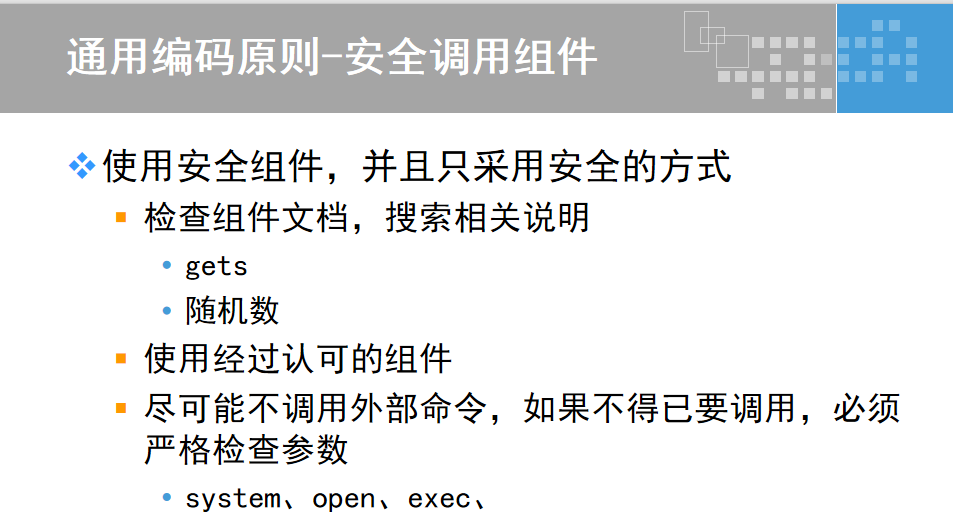 通用编码原则-安全调用组件
使用安全组件，并且只采用安全的方式
检查组件文档，搜索相关说明
gets
随机数
使用经过认可的组件
尽可能不调用外部命令，如果不得已要调用，必须
严格检查参数
system、open、exec、